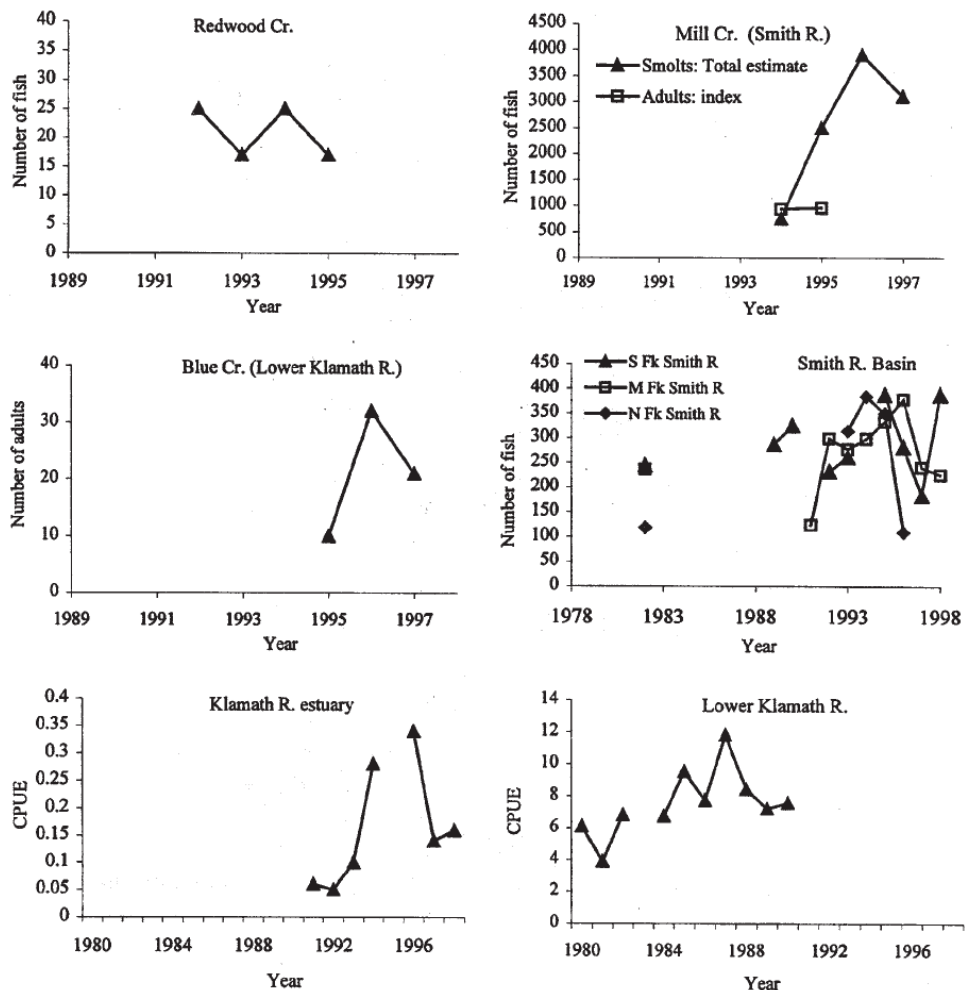 Redwood Cr.
Number of fish
40
35
30
25
20
15
10
5
0
1989 1991 1993 1995 1997
Year
Mill Cr. (Smith R.)
Smolts: Total estimate
Adults: index
Number of fish
4500
4000
3500
3000
2500
2000
1500
1000
500
0
1989 1991 1993 1995 1997
Year
Blue Cr. (Lower Klamath R.)
Number of adults
40
30
20
10
0
1989 1991 1993 1995 1997
Year
Smith R. Basin
S Fk Smith R
M Fk Smith R
N Fk Smith R
Number of fish
450
400
350
300
250
200
150
100
50
0
1978 1983 1988 1993 1998
Year
Klamath R. estuary
CPUE
0.4
0.35
0.3
0.25
0.2
0.15
0.1
0.05
0
1980 1984 1988 1992 1996
Year
Lower Klamath R.
CPUE
14
12
10
8
6
4
2
0
1980 1984 1988 1992 1996
Year